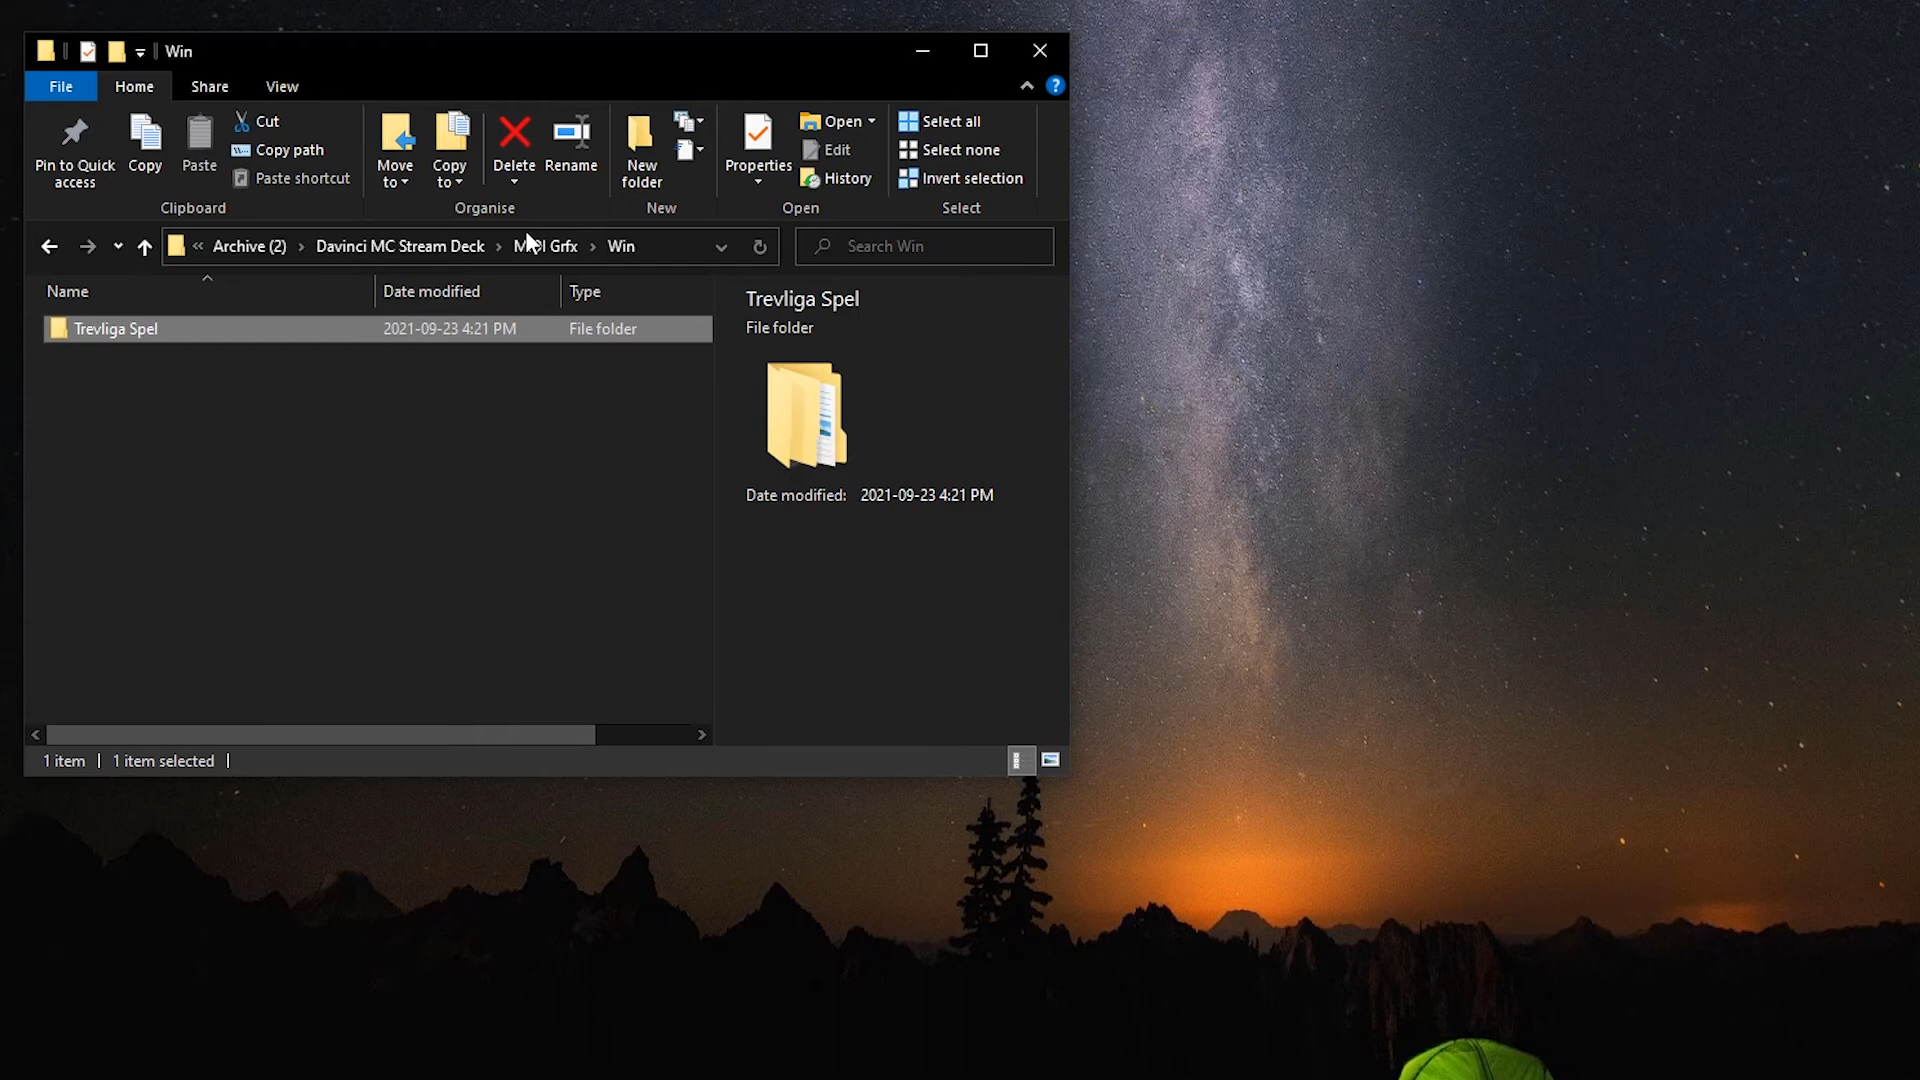 Win
File Home Share View
Pin to Quick access
Copy
Paste
Cut
Copy path
Paste shortcut
Clipboard
Move to
Copy to
Delete
Rename
Organise
New folder
New
Properties
Open
Edit
History
Open
Select all
Select none
Invert selection
Select
« Archive (2) > Davinci MC Stream Deck > Grfx > Win
Search Win
Name Date modified Type
Trevliga Spel 2021-09-23 4:21 PM File folder
Trevliga Spel
File folder
Date modified: 2021-09-23 4:21 PM
1 item 1 item selected